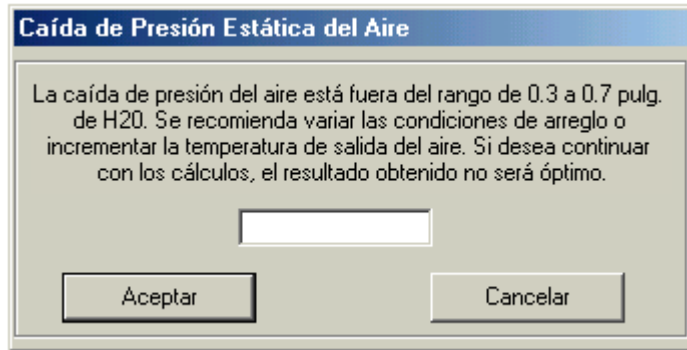 Caída de Presión Estática del Aire
La caída de presión del aire está fuera del rango de 0.3 a 0.7 pulg.
de H20. Se recomienda variar las condiciones de arreglo o
incrementar la temperatura de salida del aire. Si desea continuar
con los cálculos, el resultado obtenido no será óptimo.
Aceptar
Cancelar